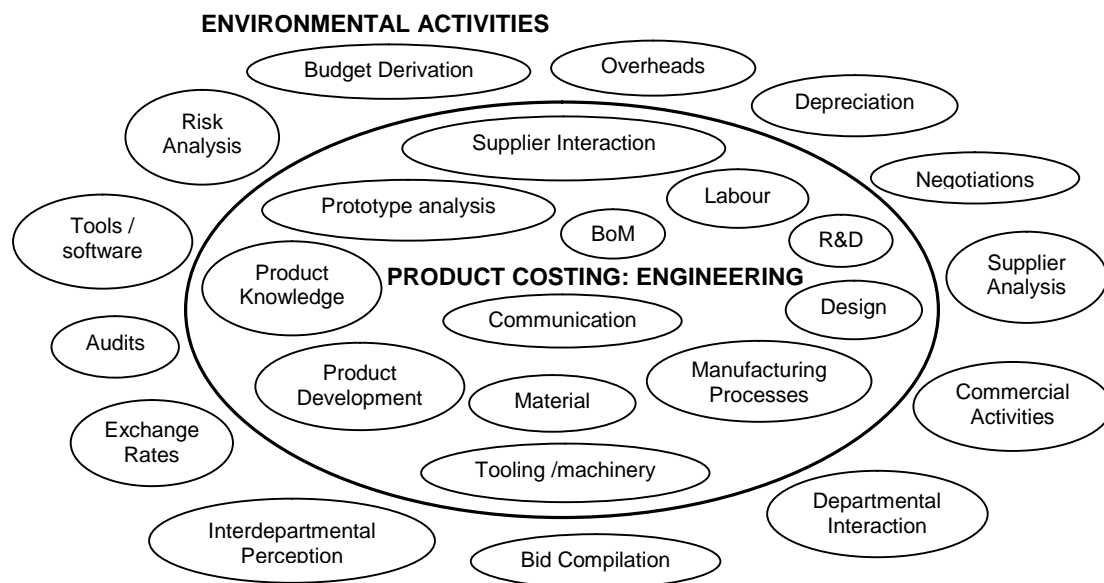 ENVIRONMENTAL ACTIVITIES
Budget Derivation
Overheads
Depreciation
Risk
Analysis
Supplier Interaction
Negotiations
Labour
Prototype analysis
Tools /
software
BoM
R&D
Supplier
Analysis
Product
Knowledge
PRODUCT COSTING: ENGINEERING
Design
Communication
Audits
Product
Development
Manufacturing
Processes
Material
Commercial
Activities
Exchange
Rates
Tooling /machinery
Departmental
Interaction
Interdepartmental
Perception
Bid Compilation